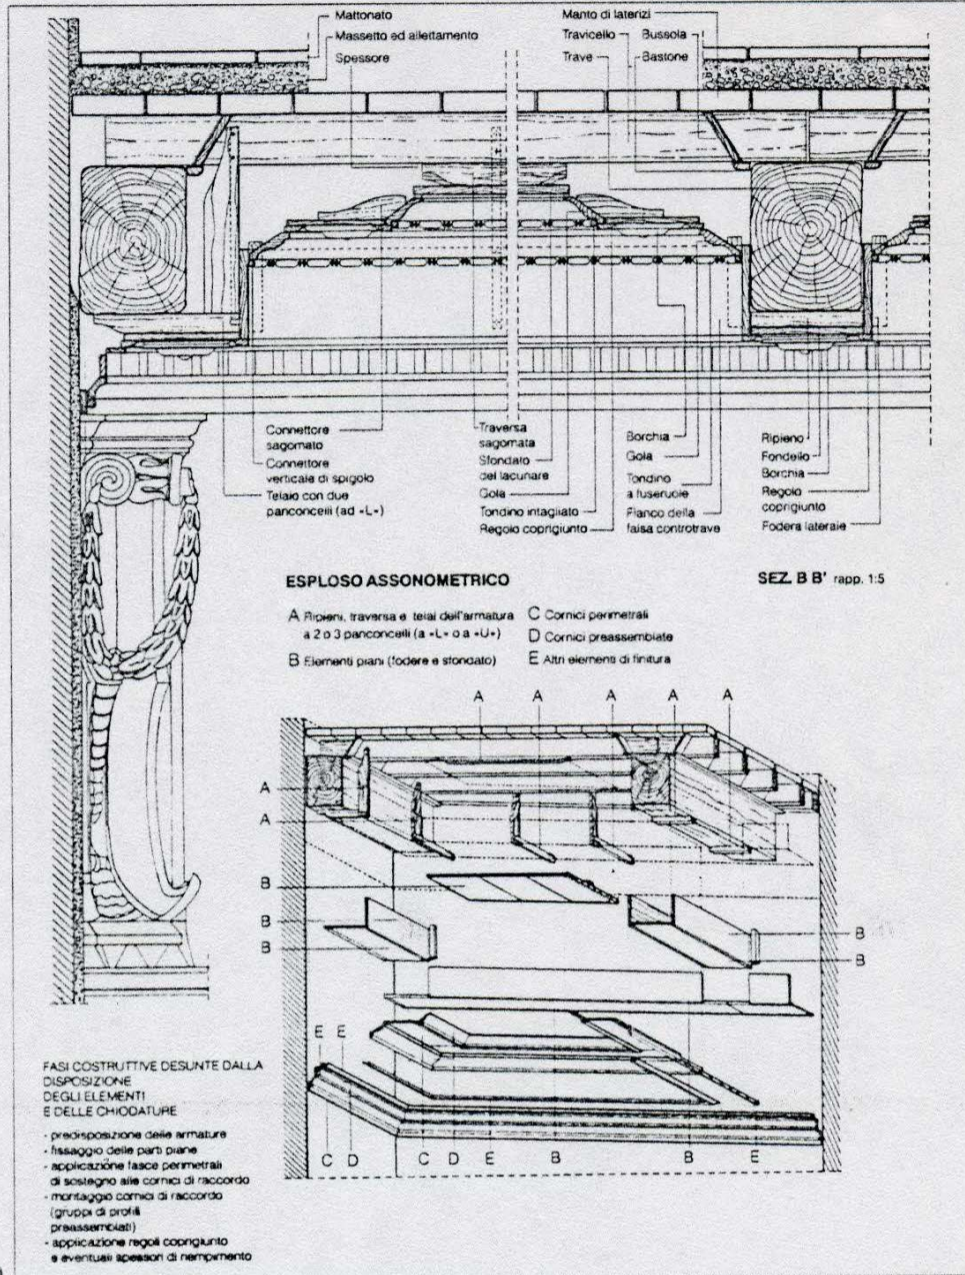 Mattonato
Massetto ed allettamento
Spessore
Manto di laterizi
Travicello
Bussola
Trave
Bastone
Connettore
sagomato
Connettore
verticale di spigolo
Telaio con due
panconcelli (ad «L»)
Traversa
sagomata
Sfondato
del lacunare
Gola
Tondino intagliato
Regolo coprigiunto
Borchia
Gola
Tondino
a fuseruole
Fianco della
falsa controtrave
Ripieno
Fondello
Borchia
Regolo
coprigiunto
Fodera laterale
ESPLOSO ASSONOMETRICO
SEZ. B B' rapp. 1:5
A Ripieni, traversa e telai dell'armatura
a 2 o 3 panconcelli (a «L» o a «U»)
B Elementi piani (fodere e sfondato)
C Cornici perimetrali
D Cornici preassemblate
E Altri elementi di finitura
A A A A A
A
A
B
B
B
B
B
E E
C D C D E B B E
FASI COSTRUTTIVE DESUNTE DALLA
DISPOSIZIONE
DEGLI ELEMENTI
E DELLE CHIODATURE
- predisposizione delle armature
- fissaggio delle parti piane
- applicazione fasce perimetrali
di sostegno alle cornici di raccordo
- montaggio cornici di raccordo
(gruppi di profili
preassemblati)
- applicazione regoli coprigiunto
e eventuali spessori di riempimento